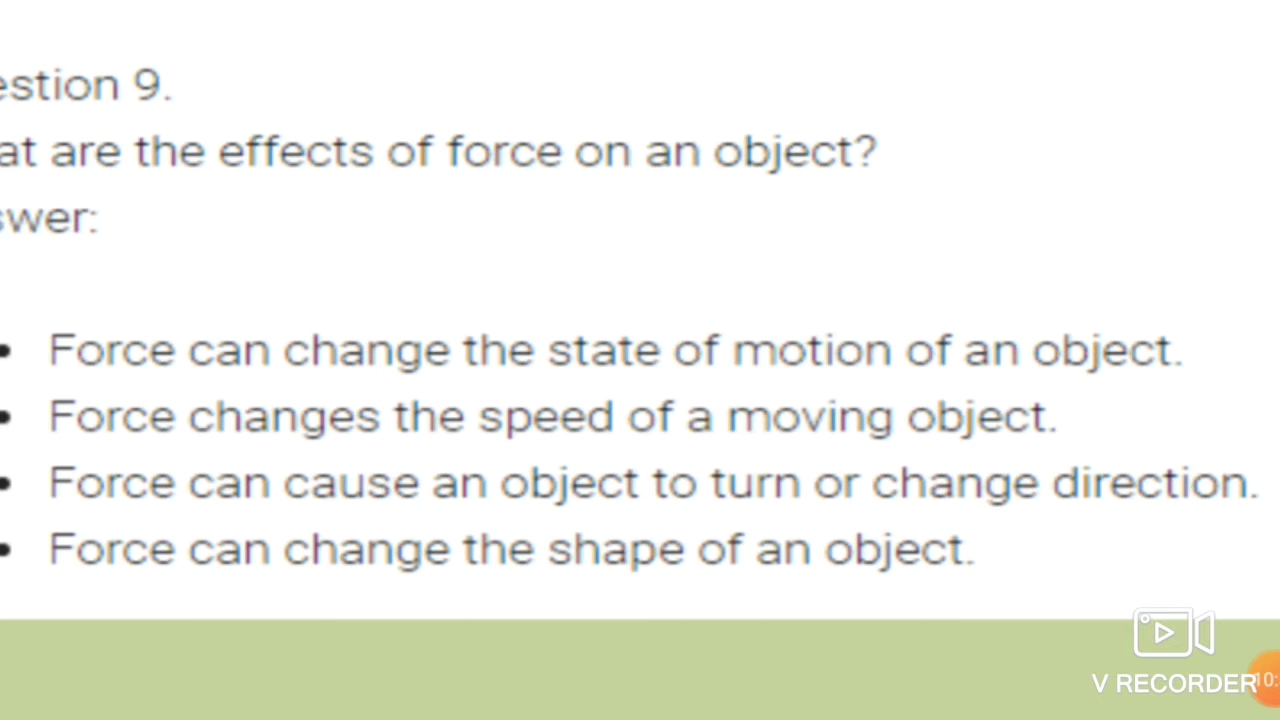 estion 9.
at are the effects of force on an object?
swer:
• Force can change the state of motion of an object.
• Force changes the speed of a moving object.
• Force can cause an object to turn or change direction.
• Force can change the shape of an object.
V RECORDER
10: